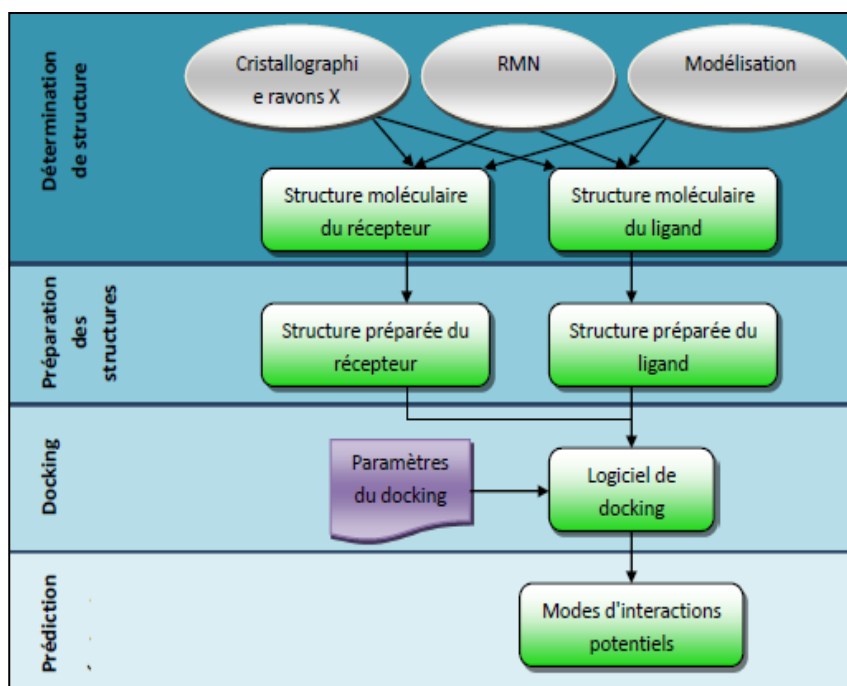 Détermination
de structure
Cristallographi
e ravons X
RMN
Modélisation
Structure moléculaire
du récepteur
Structure moléculaire
du ligand
Préparation
des
structures
Structure préparée du
récepteur
Structure préparée du
ligand
Docking
Paramètres
du docking
Logiciel de
docking
Prédiction
Modes d'interactions
potentiels